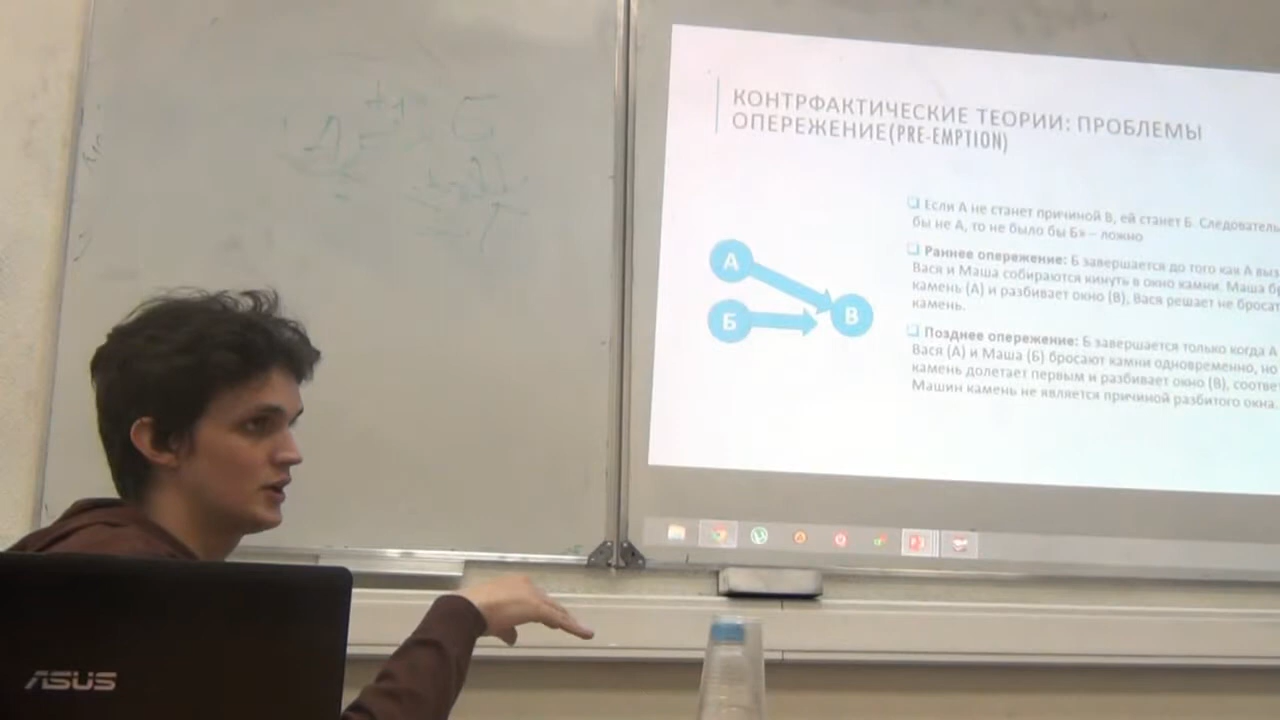 КОНТРФАКТИЧЕСКИЕ ТЕОРИИ: ПРОБЛЕМЫ
ОПЕРЕЖЕНИЕ(PRE-EMPTION)
Если А не станет причиной В, ей станет Б. Следователь
бы не А, то не было бы Б» – ложно
Раннее опережение: Б завершается до того как А выз
Вася и Маша собираются кинуть в окно камни. Маша б
камень (А) и разбивает окно (В), Вася решает не бросат
камень.
Позднее опережение: Б завершается только когда А
Вася (А) и Маша (Б) бросают камни одновременно, но
камень долетает первым и разбивает окно (В), соотве
Машин камень не является причиной разбитого окна.
А
Б
В
ASUS